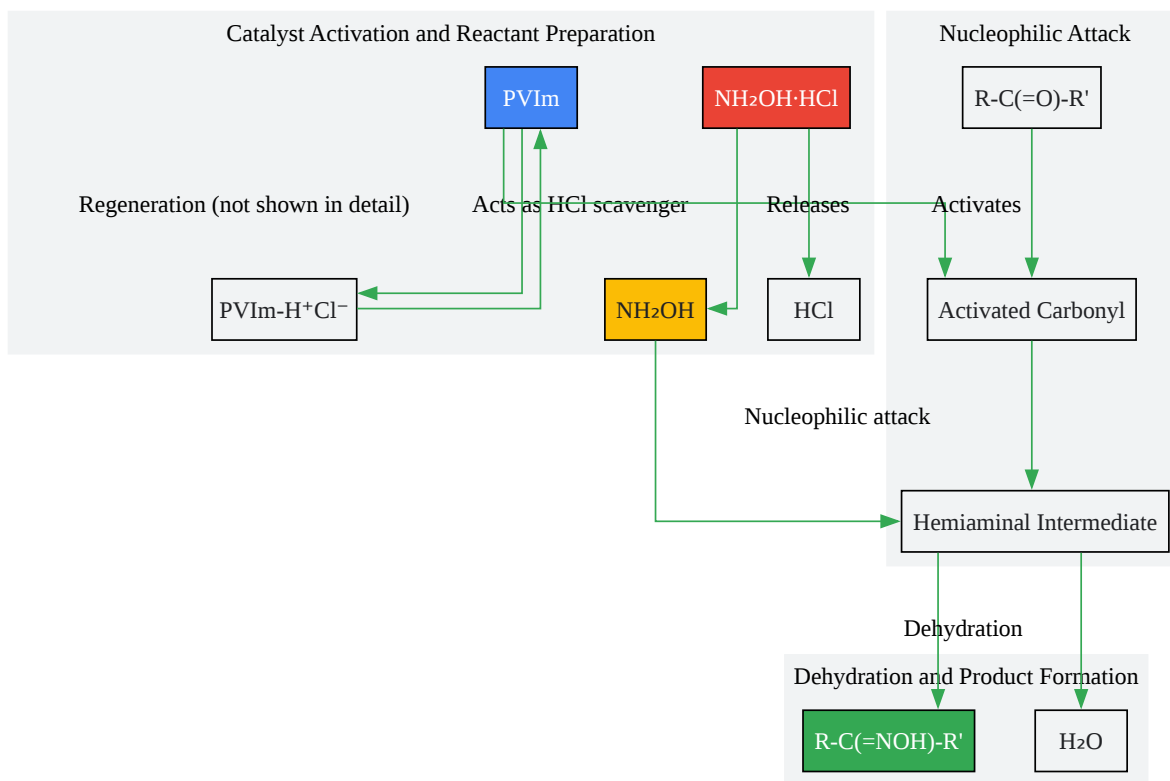 Catalyst Activation and Reactant Preparation
Nucleophilic Attack
PVIm
NH₂OH·HCl
R-C(=O)-R'
Regeneration (not shown in detail)
Acts as HCl scavenger
Releases
Activates
PVIm-H⁺Cl⁻
NH₂OH
HCl
Activated Carbonyl
Nucleophilic attack
Hemiaminal Intermediate
Dehydration
Dehydration and Product Formation
R-C(=NOH)-R'
H₂O